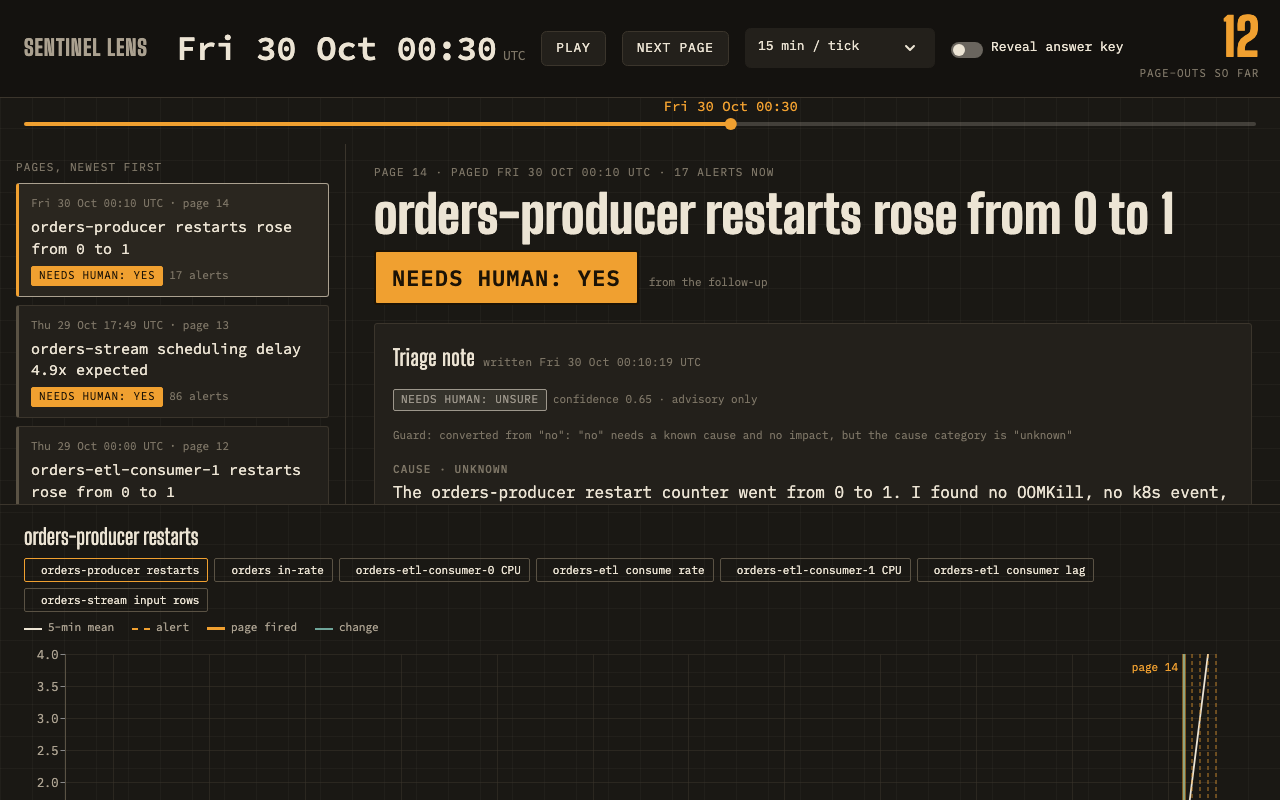 SENTINEL LENS
Fri 30 Oct 00:30 UTC
PLAY
NEXT PAGE
15 min / tick
Reveal answer key
12
PAGE-OUTS SO FAR
Fri 30 Oct 00:30
PAGES, NEWEST FIRST
Fri 30 Oct 00:10 UTC · page 14
orders-producer restarts rose
from 0 to 1
NEEDS HUMAN: YES 17 alerts
Thu 29 Oct 17:49 UTC · page 13
orders-stream scheduling delay
4.9x expected
NEEDS HUMAN: YES 86 alerts
Thu 29 Oct 00:00 UTC · page 12
orders-etl-consumer-1 restarts
rose from 0 to 1
PAGE 14 · PAGED FRI 30 OCT 00:10 UTC · 17 ALERTS NOW
orders-producer restarts rose from 0 to 1
NEEDS HUMAN: YES from the follow-up
Triage note written Fri 30 Oct 00:10:19 UTC
NEEDS HUMAN: UNSURE confidence 0.65 · advisory only
Guard: converted from "no": "no" needs a known cause and no impact, but the cause category is "unknown"
CAUSE · UNKNOWN
The orders-producer restart counter went from 0 to 1. I found no OOMKill, no k8s event,
orders-producer restarts
orders-producer restarts
orders in-rate
orders-etl-consumer-0 CPU
orders-etl consume rate
orders-etl-consumer-1 CPU
orders-etl consumer lag
orders-stream input rows
5-min mean
alert
page fired
change
4.0
page 14
3.5
3.0
2.5
2.0